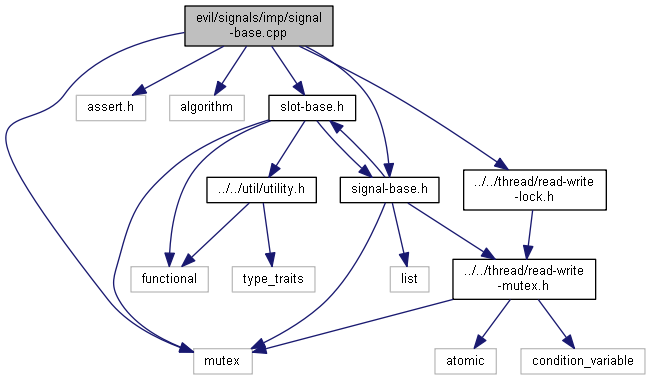 evil/signals/imp/signal
-base.cpp
assert.h
algorithm
slot-base.h
../../util/utility.h
signal-base.h
../../thread/read-write
-lock.h
functional
type_traits
list
../../thread/read-write
-mutex.h
mutex
atomic
condition_variable